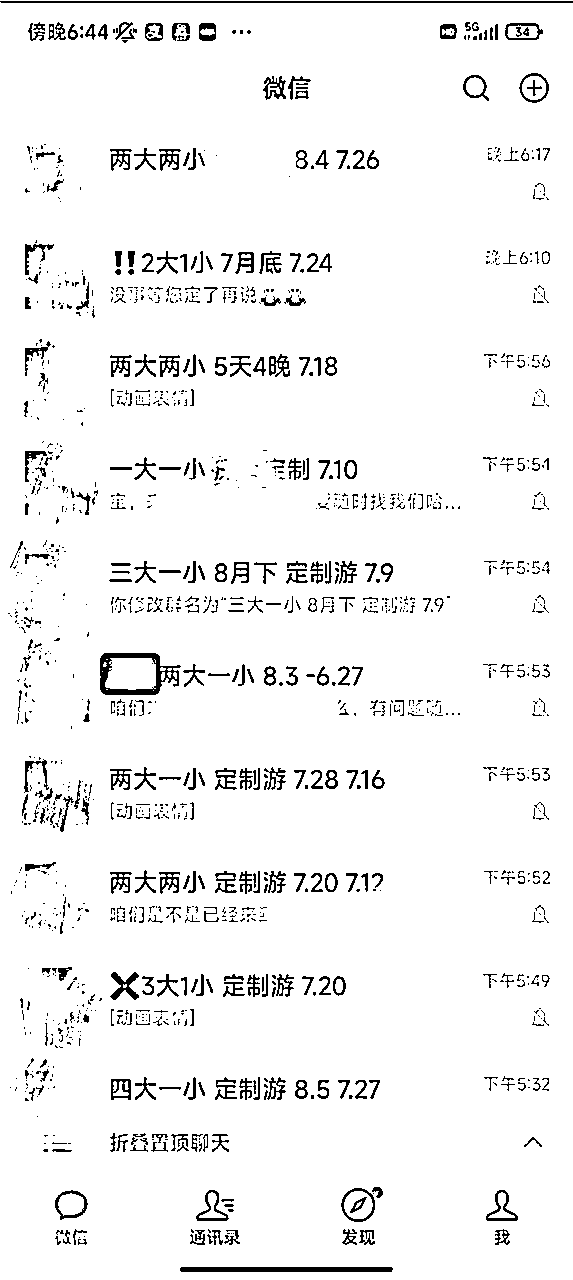 傍晚6:44 HD 5G 34
微信
两大两小 8.4 7.26 晚上6:17
‼2大1小 7月底 7.24 晚上6:10
没事等您定了再说
两大两小 5天4晚 7.18 下午5:56
[动画表情]
一大一小 定制 7.10 下午5:54
宝, 随时找我们哈...
三大一小 8月下 定制游 7.9 下午5:54
你修改群名为“三大一小 8月下 定制游 7.9”
两大一小 8.3 -6.27 下午5:53
咱们 , 有问题随...
两大一小 定制游 7.28 7.16 下午5:53
[动画表情]
两大两小 定制游 7.20 7.12 下午5:52
咱们是不是已经来
❌3大1小 定制游 7.20 下午5:49
[动画表情]
四大一小 定制游 8.5 7.27 下午5:32
折叠置顶聊天
微信 通讯录 发现 我